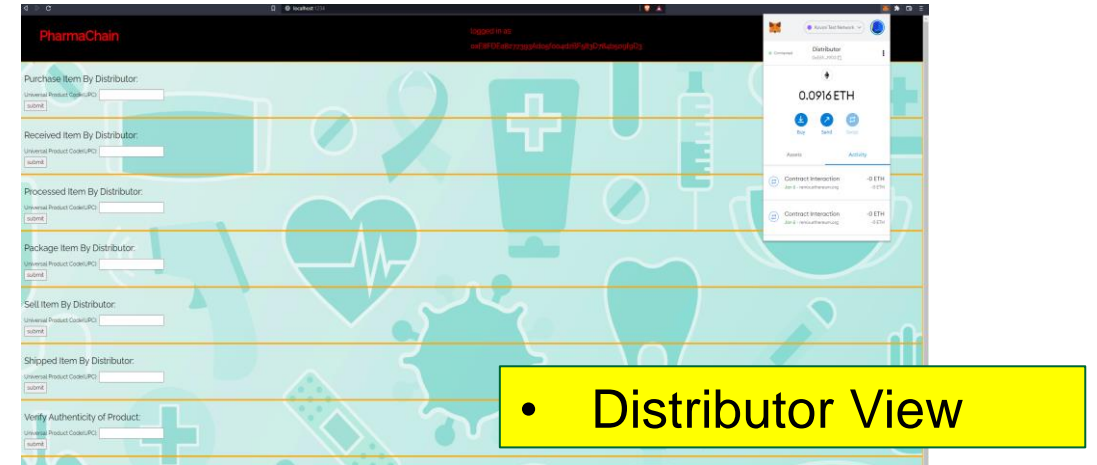 localhost:1234
PharmaChain
logged in as
Distributor
0.0916 ETH
Buy Send Swap
Assets Activity
Contract Interaction -0 ETH
Contract Interaction -0 ETH
Purchase Item By Distributor:
Universal Product Code(UPC):
submit
Received Item By Distributor:
Universal Product Code(UPC):
submit
Processed Item By Distributor:
Universal Product Code(UPC):
submit
Package Item By Distributor:
Universal Product Code(UPC):
submit
Sell Item By Distributor:
Universal Product Code(UPC):
submit
Shipped Item By Distributor:
Universal Product Code(UPC):
submit
Verify Authenticity of Product:
Universal Product Code(UPC):
submit
• Distributor View